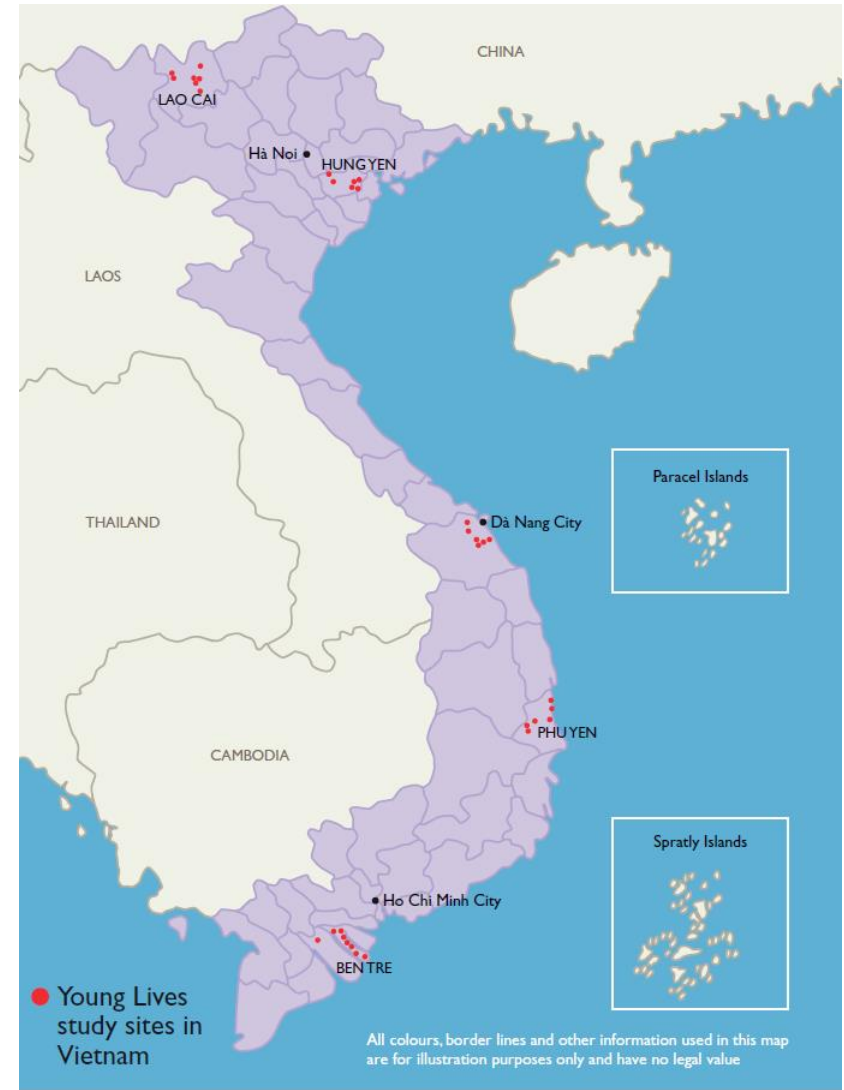 CHINA
LAO CAI
Hà Noi
HUNG YEN
LAOS
Paracel Islands
THAILAND
Dà Nang City
PHU YEN
CAMBODIA
Spratly Islands
Ho Chi Minh City
BEN TRE
Young Lives
study sites in
Vietnam
All colours, border lines and other information used in this map
are for illustration purposes only and have no legal value